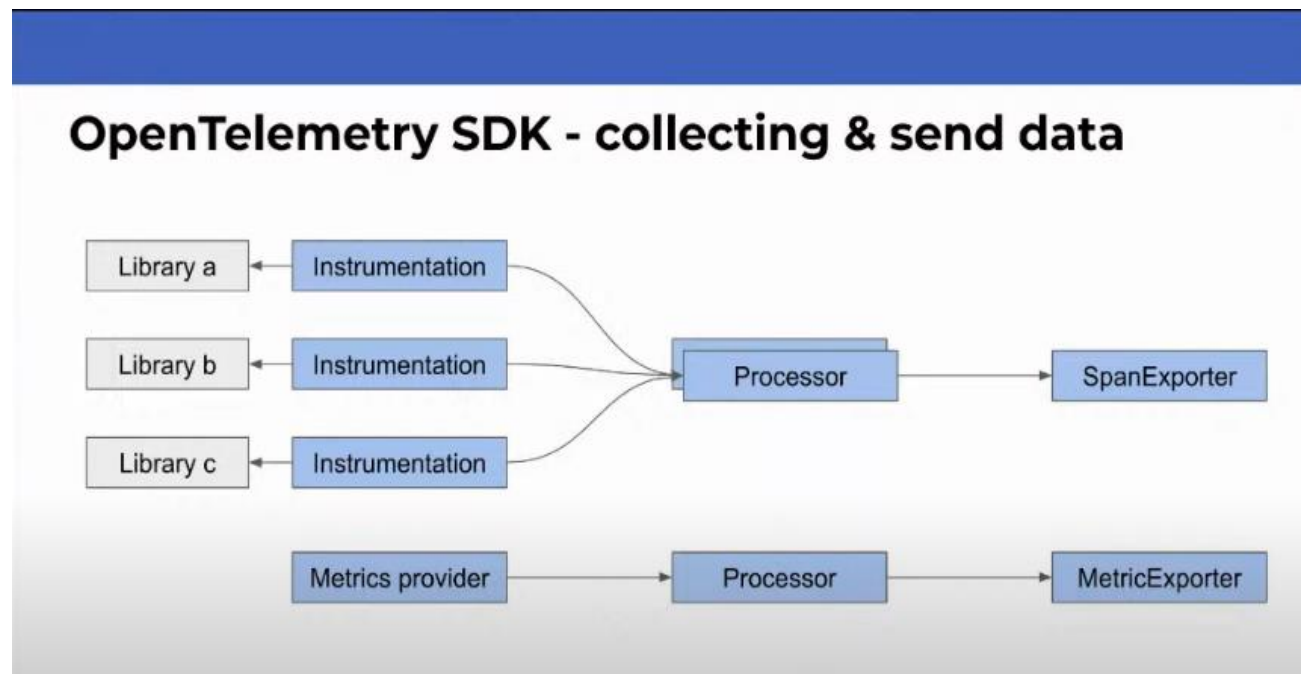 OpenTelemetry SDK - collecting & send data
Library a
Instrumentation
Library b
Instrumentation
Processor
SpanExporter
Library c
Instrumentation
Metrics provider
Processor
MetricExporter